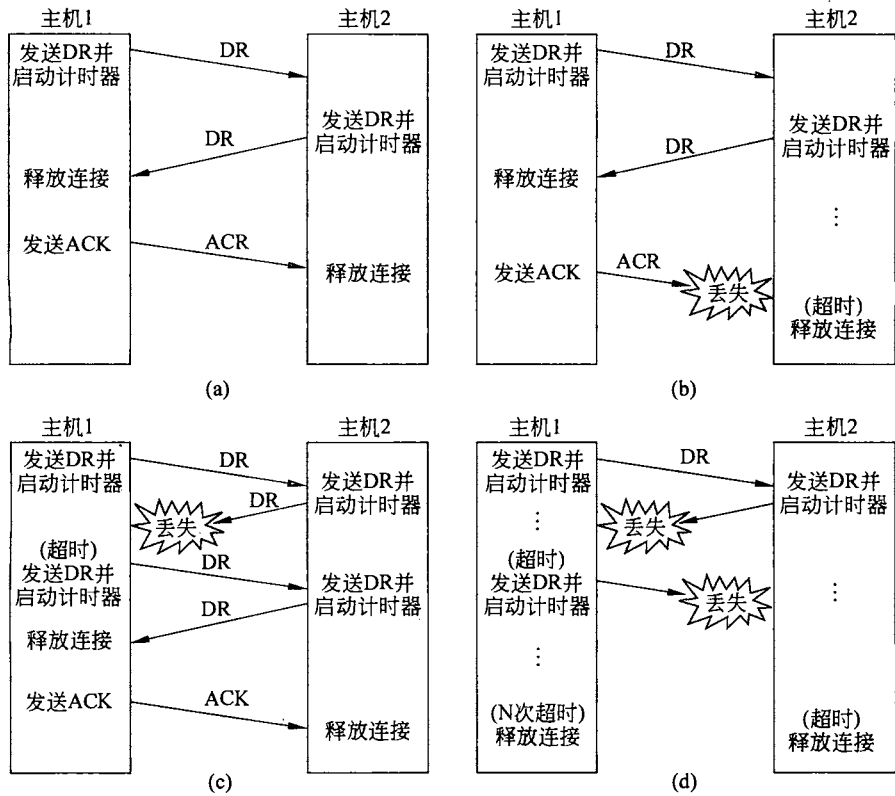 主机1
主机2
发送DR并
启动计时器
DR
发送DR并
启动计时器
DR
释放连接
发送ACK
ACR
释放连接
(a)
主机1
主机2
发送DR并
启动计时器
DR
发送DR并
启动计时器
DR
释放连接
⋮
发送ACK
ACR
丢失
(超时)
释放连接
(b)
主机1
主机2
发送DR并
启动计时器
DR
发送DR并
启动计时器
DR
丢失
(超时)
发送DR并
启动计时器
DR
发送DR并
启动计时器
DR
释放连接
发送ACK
ACK
释放连接
(c)
主机1
主机2
发送DR并
启动计时器
DR
发送DR并
启动计时器
丢失
⋮
(超时)
发送DR并
启动计时器
丢失
⋮
⋮
(N次超时)
释放连接
(超时)
释放连接
(d)